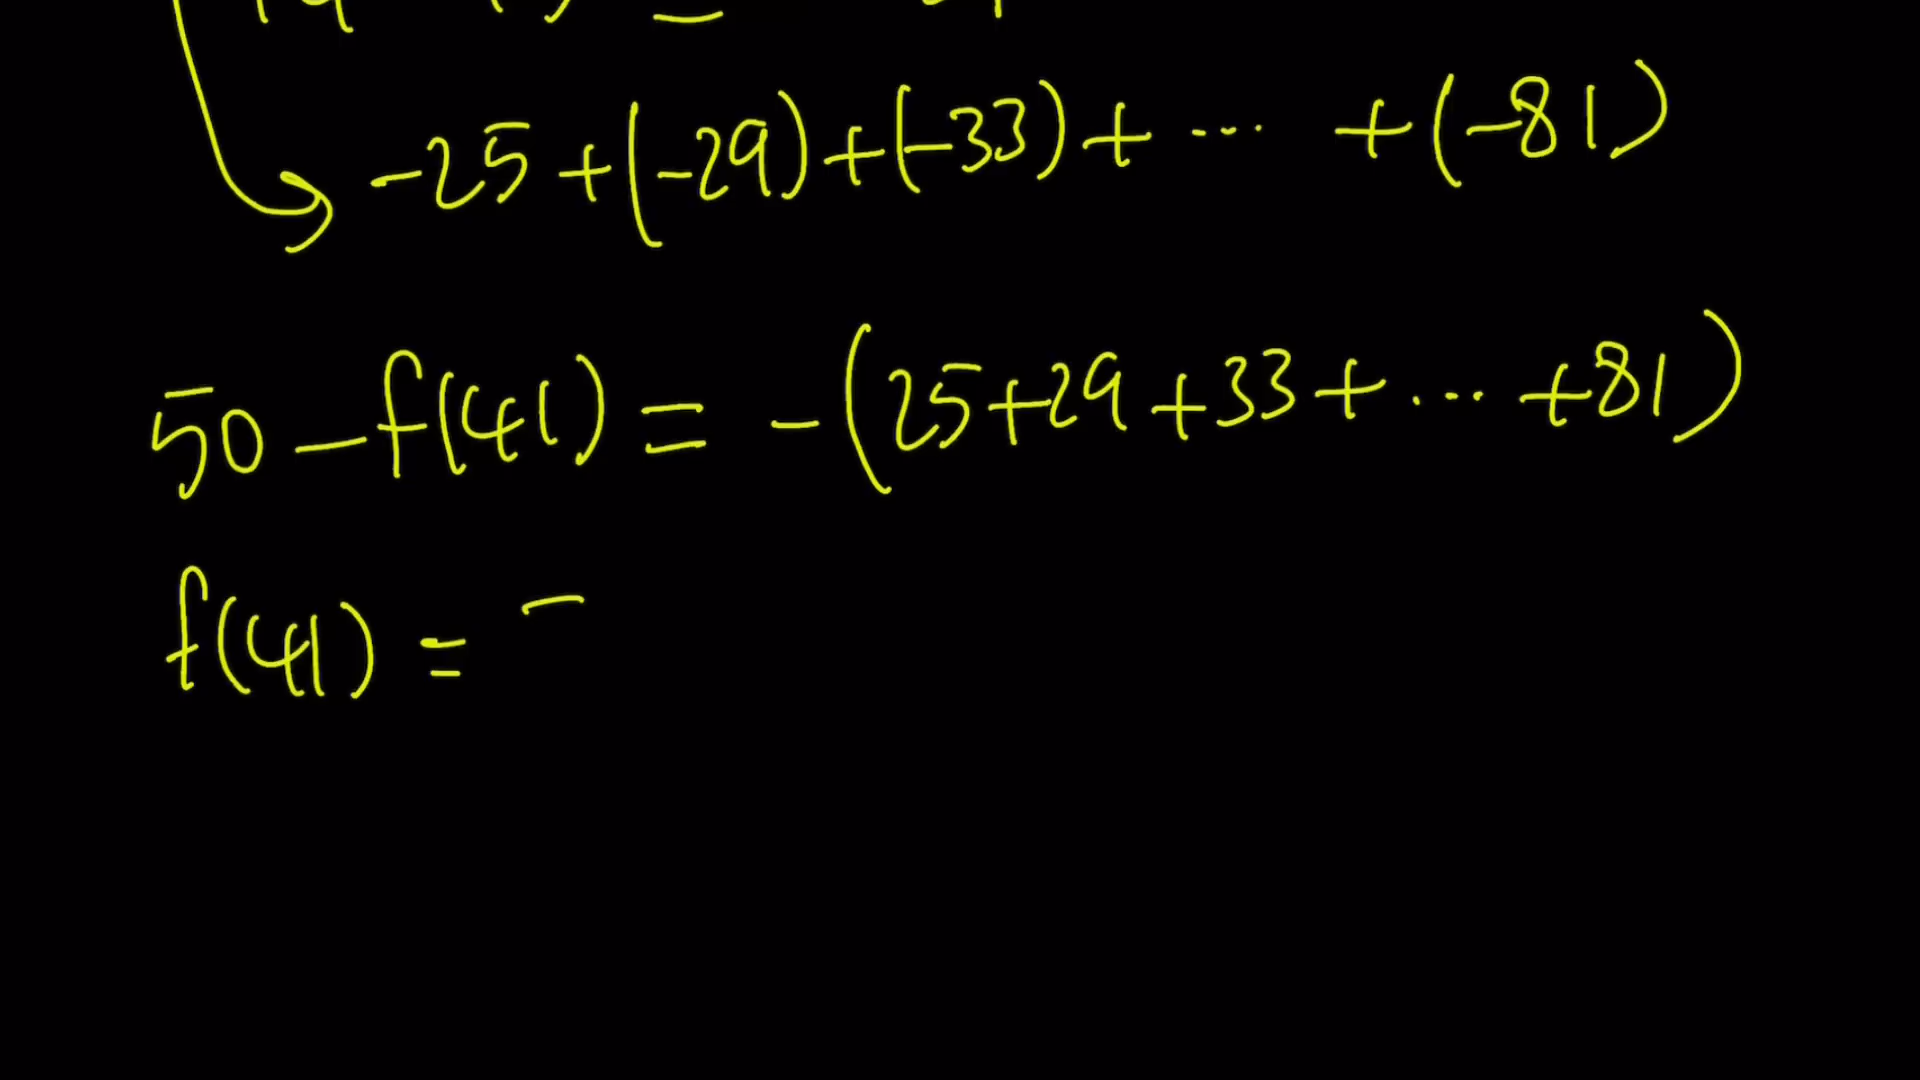 -25+(-29)+(-33)+ ... +(-81)
50-f(41)= -(25+29+33+...+81)
f(41) =